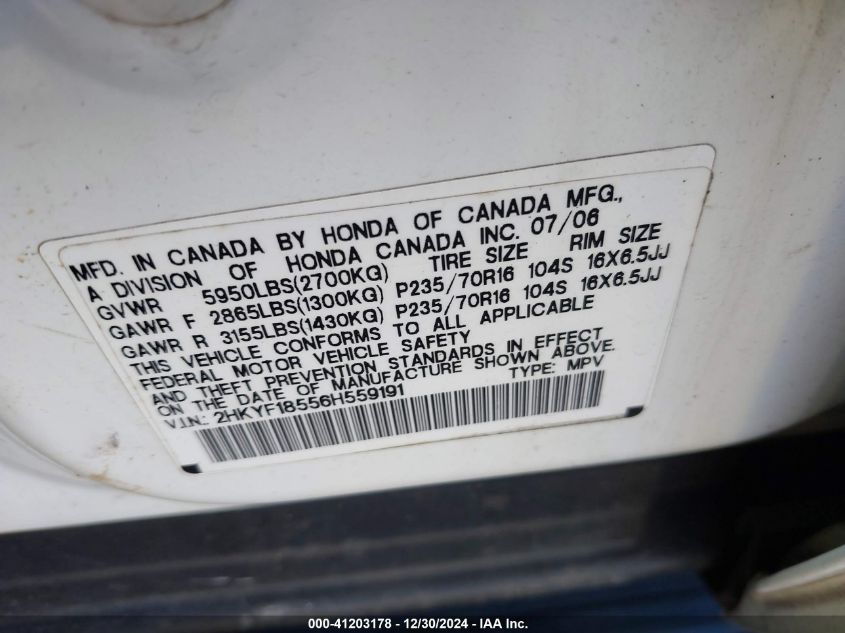 MFD. IN CANADA BY HONDA OF CANADA MFG.,
A DIVISION OF HONDA CANADA INC. 07/06
GVWR 5950LBS(2700KG) TIRE SIZE RIM SIZE
GAWR F 2865LBS(1300KG) P235/70R16 104S 16X6.5JJ
GAWR R 3155LBS(1430KG) P235/70R16 104S 16X6.5JJ
THIS VEHICLE CONFORMS TO ALL APPLICABLE
FEDERAL MOTOR VEHICLE SAFETY
AND THEFT PREVENTION STANDARDS IN EFFECT
ON THE DATE OF MANUFACTURE SHOWN ABOVE.
V.I.N.: 2HKYF18556H559191 TYPE: MPV
000-41203178 - 12/30/2024 - IAA Inc.